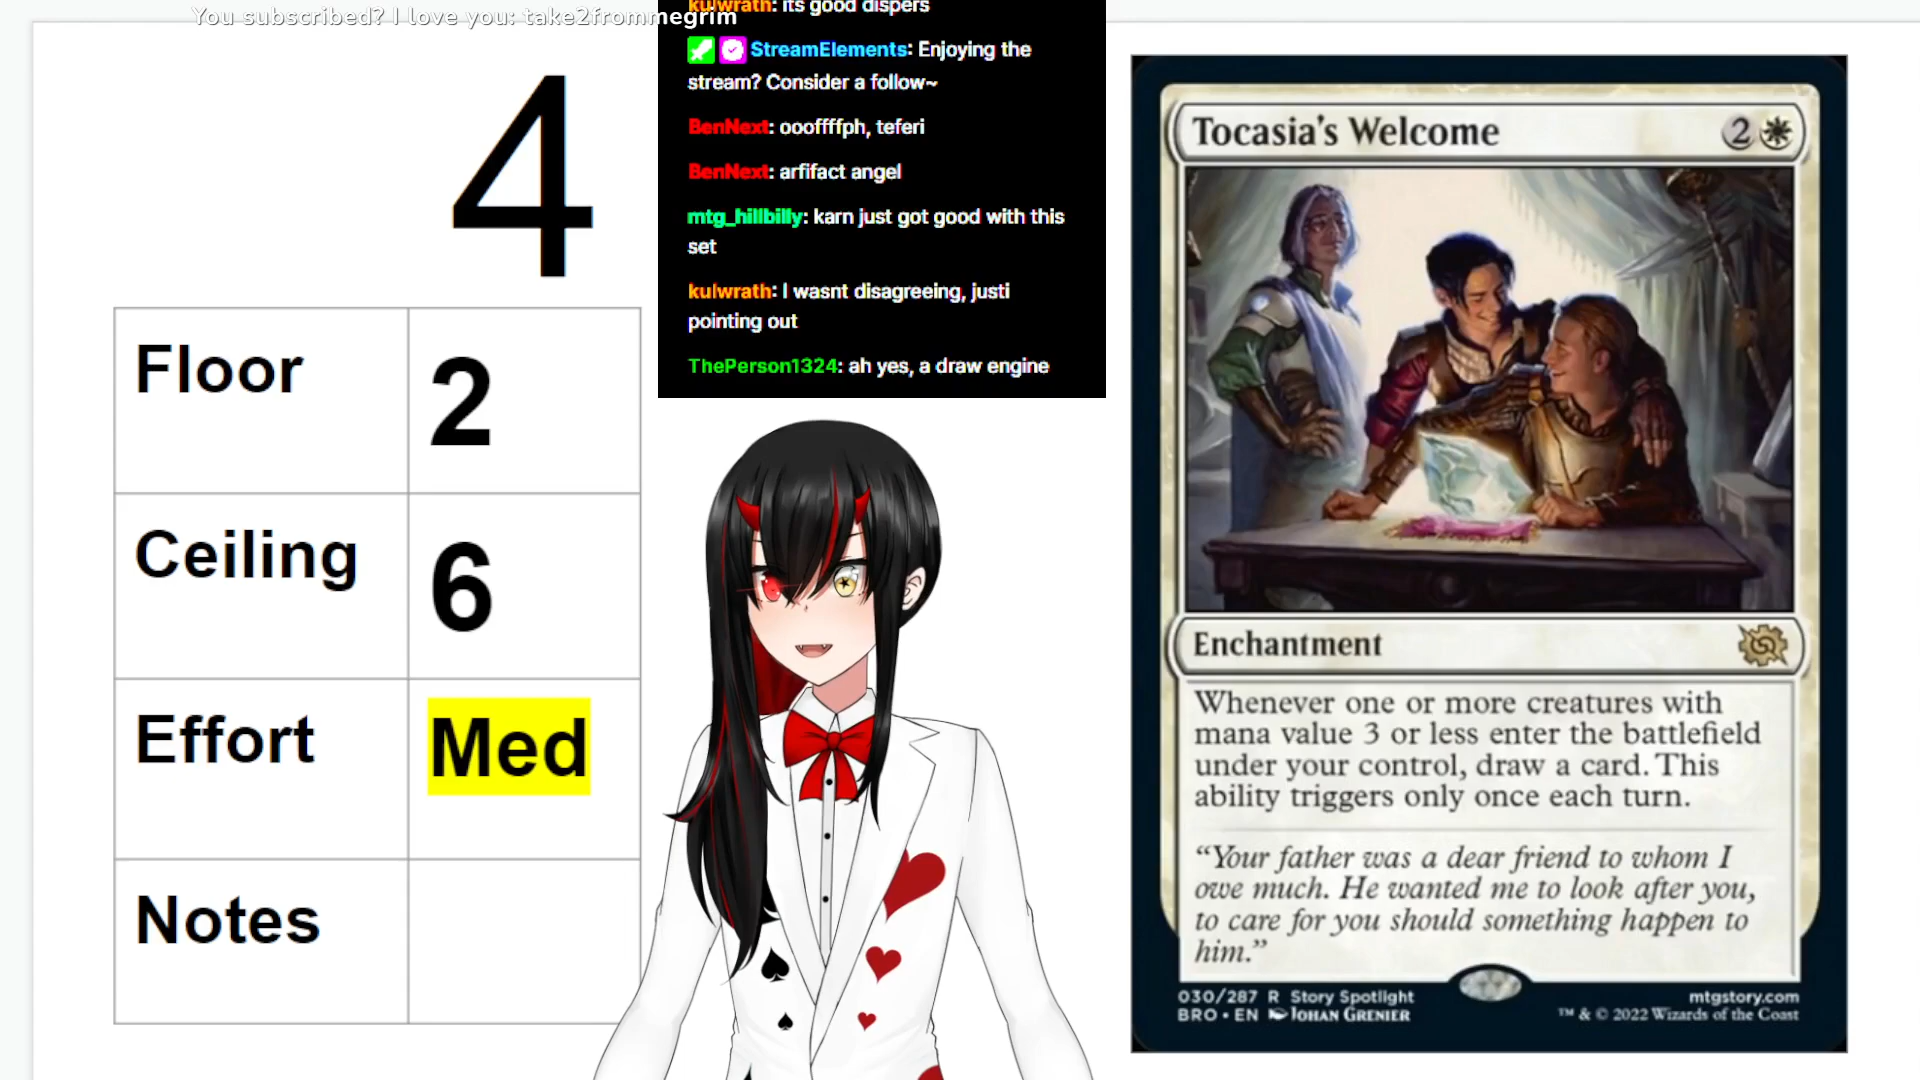 You subscribed? I love you: take2frommegrim
4
Floor 2
Ceiling 6
Effort Med
Notes
kulwrath: its good dispers
StreamElements: Enjoying the
stream? Consider a follow~
BenNext: oooffffph, teferi
BenNext: arfifact angel
mtg_hillbilly: karn just got good with this
set
kulwrath: I wasnt disagreeing, justi
pointing out
ThePerson1324: ah yes, a draw engine
Tocasia's Welcome 2
Enchantment
Whenever one or more creatures with
mana value 3 or less enter the battlefield
under your control, draw a card. This
ability triggers only once each turn.
"Your father was a dear friend to whom I
owe much. He wanted me to look after you,
to care for you should something happen to
him."
030/287 R Story Spotlight
BRO • EN JOHAN GRENIER
mtgstory.com
™ & © 2022 Wizards of the Coast